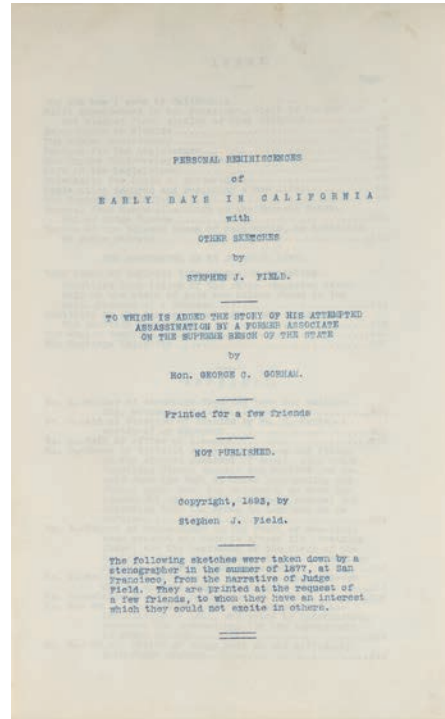 PERSONAL REMINISCENCES
of
EARLY DAYS IN CALIFORNIA
with
OTHER SKETCHES
by
STEPHEN J. FIELD.
TO WHICH IS ADDED THE STORY OF HIS ATTEMPTED
ASSASSINATION BY A FORMER ASSOCIATE
ON THE SUPREME BENCH OF THE STATE
by
Hon. GEORGE C. GORHAM.
Printed for a few friends
NOT PUBLISHED.
Copyright, 1893, by
Stephen J. Field.
The following sketches were taken down by a
stenographer in the summer of 1877, at San
Francisco, from the narrative of Judge
Field. They are printed at the request of
a few friends, to whom they have an interest
which they could not excite in others.